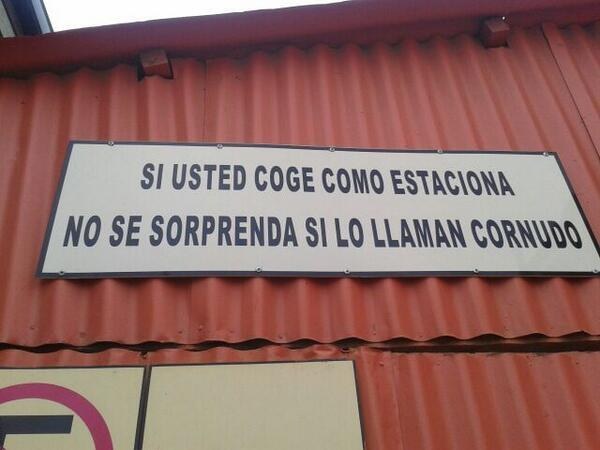 SI USTED COGE COMO ESTACIONA
NO SE SORPRENDA SI LO LLAMAN CORNUDO